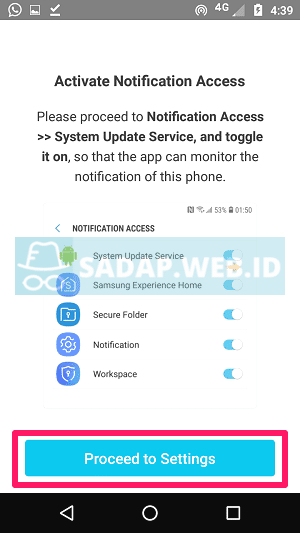 4G
4:39
Activate Notification Access
Please proceed to Notification Access
>> System Update Service, and toggle
it on, so that the app can monitor the
notification of this phone.
53% 01:50
NOTIFICATION ACCESS
System Update Service
SADAP.WEB.ID
Samsung Experience Home
Secure Folder
Notification
Workspace
Proceed to Settings